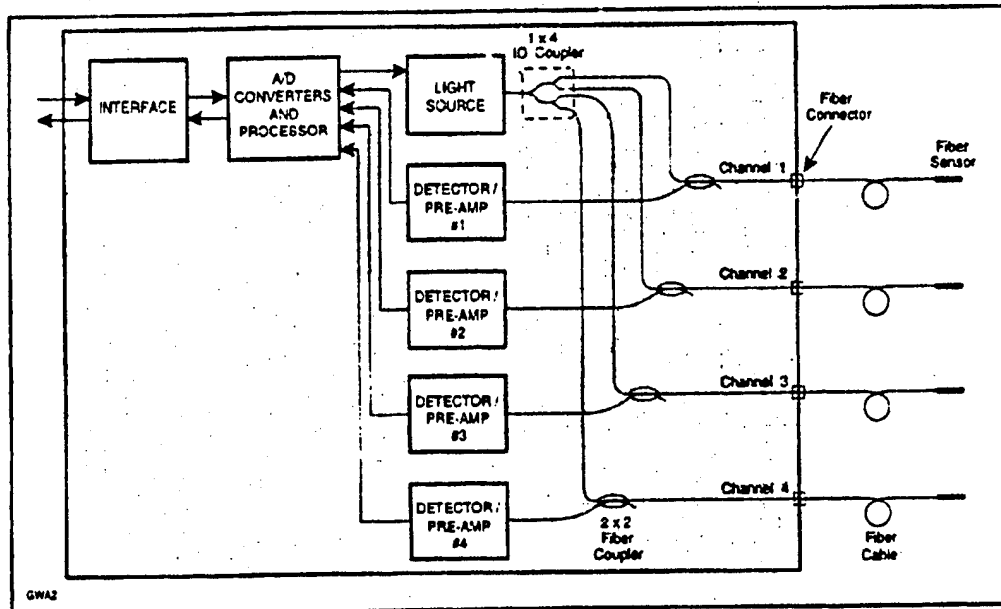 1 x 4
IO Coupler
INTERFACE
A/D
CONVERTERS
AND
PROCESSOR
LIGHT
SOURCE
Fiber
Connector
Fiber
Sensor
Channel 1
DETECTOR /
PRE-AMP
#1
Channel 2
DETECTOR /
PRE-AMP
#2
Channel 3
DETECTOR /
PRE-AMP
#3
Channel 4
DETECTOR /
PRE-AMP
#4
2 x 2
Fiber
Coupler
Fiber
Cable
GWA2